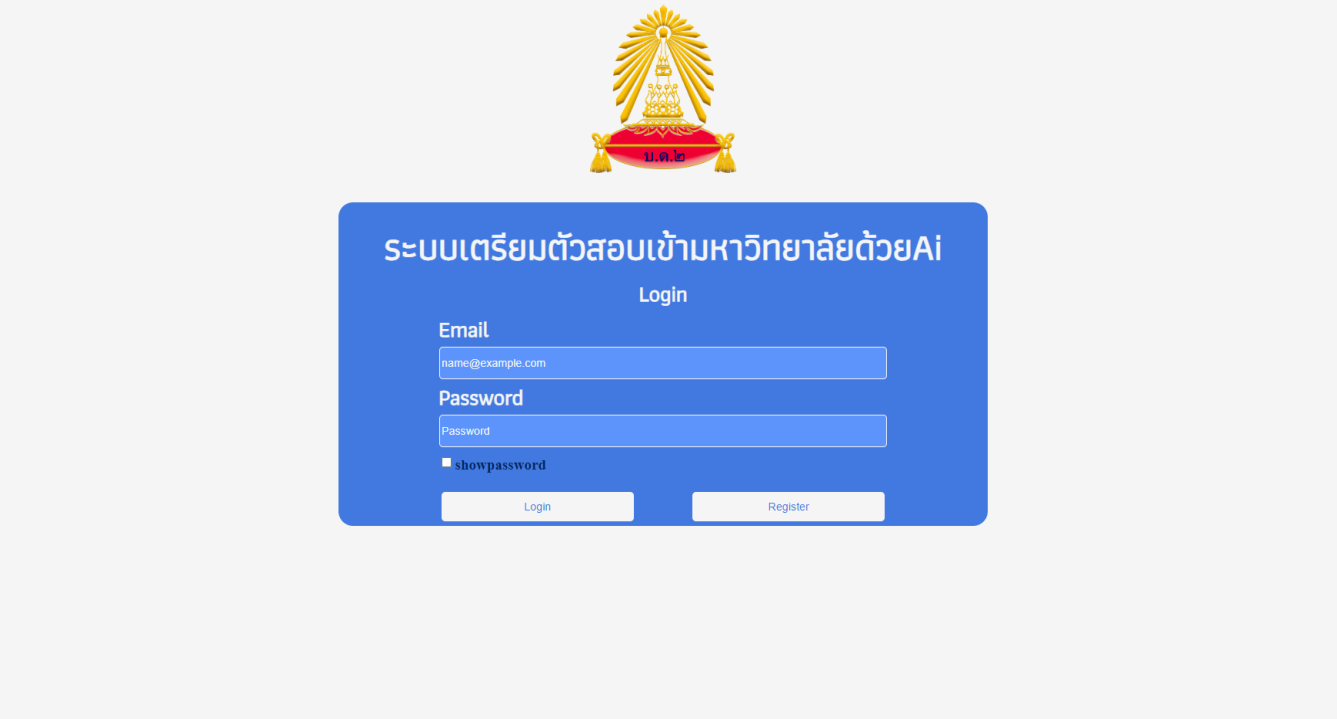 บ.ด.๒
ระบบเตรียมตัวสอบเข้ามหาวิทยาลัยด้วยAi
Login
Email
name@example.com
Password
Password
showpassword
Login Register